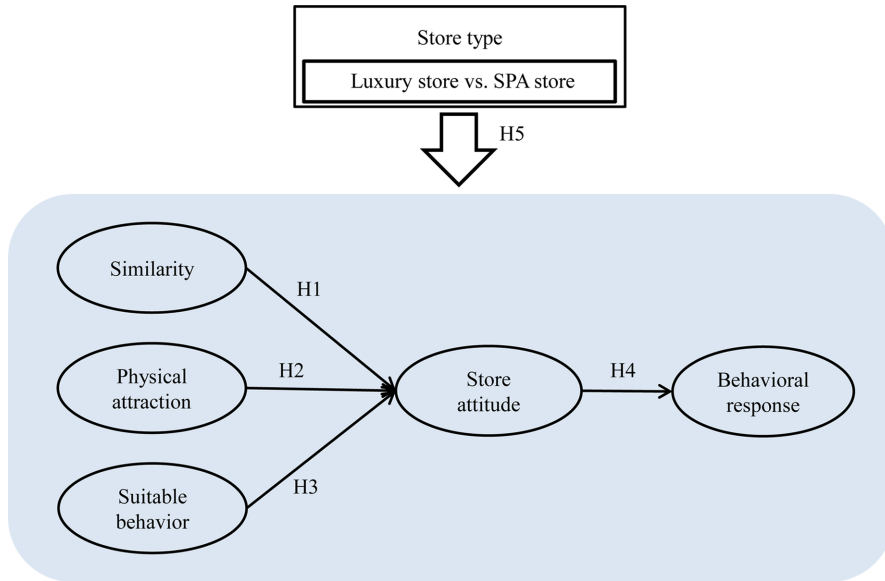 Store type
Luxury store vs. SPA store
H5
Similarity
H1
Physical
attraction
H2
Store
attitude
H4
Behavioral
response
Suitable
behavior
H3